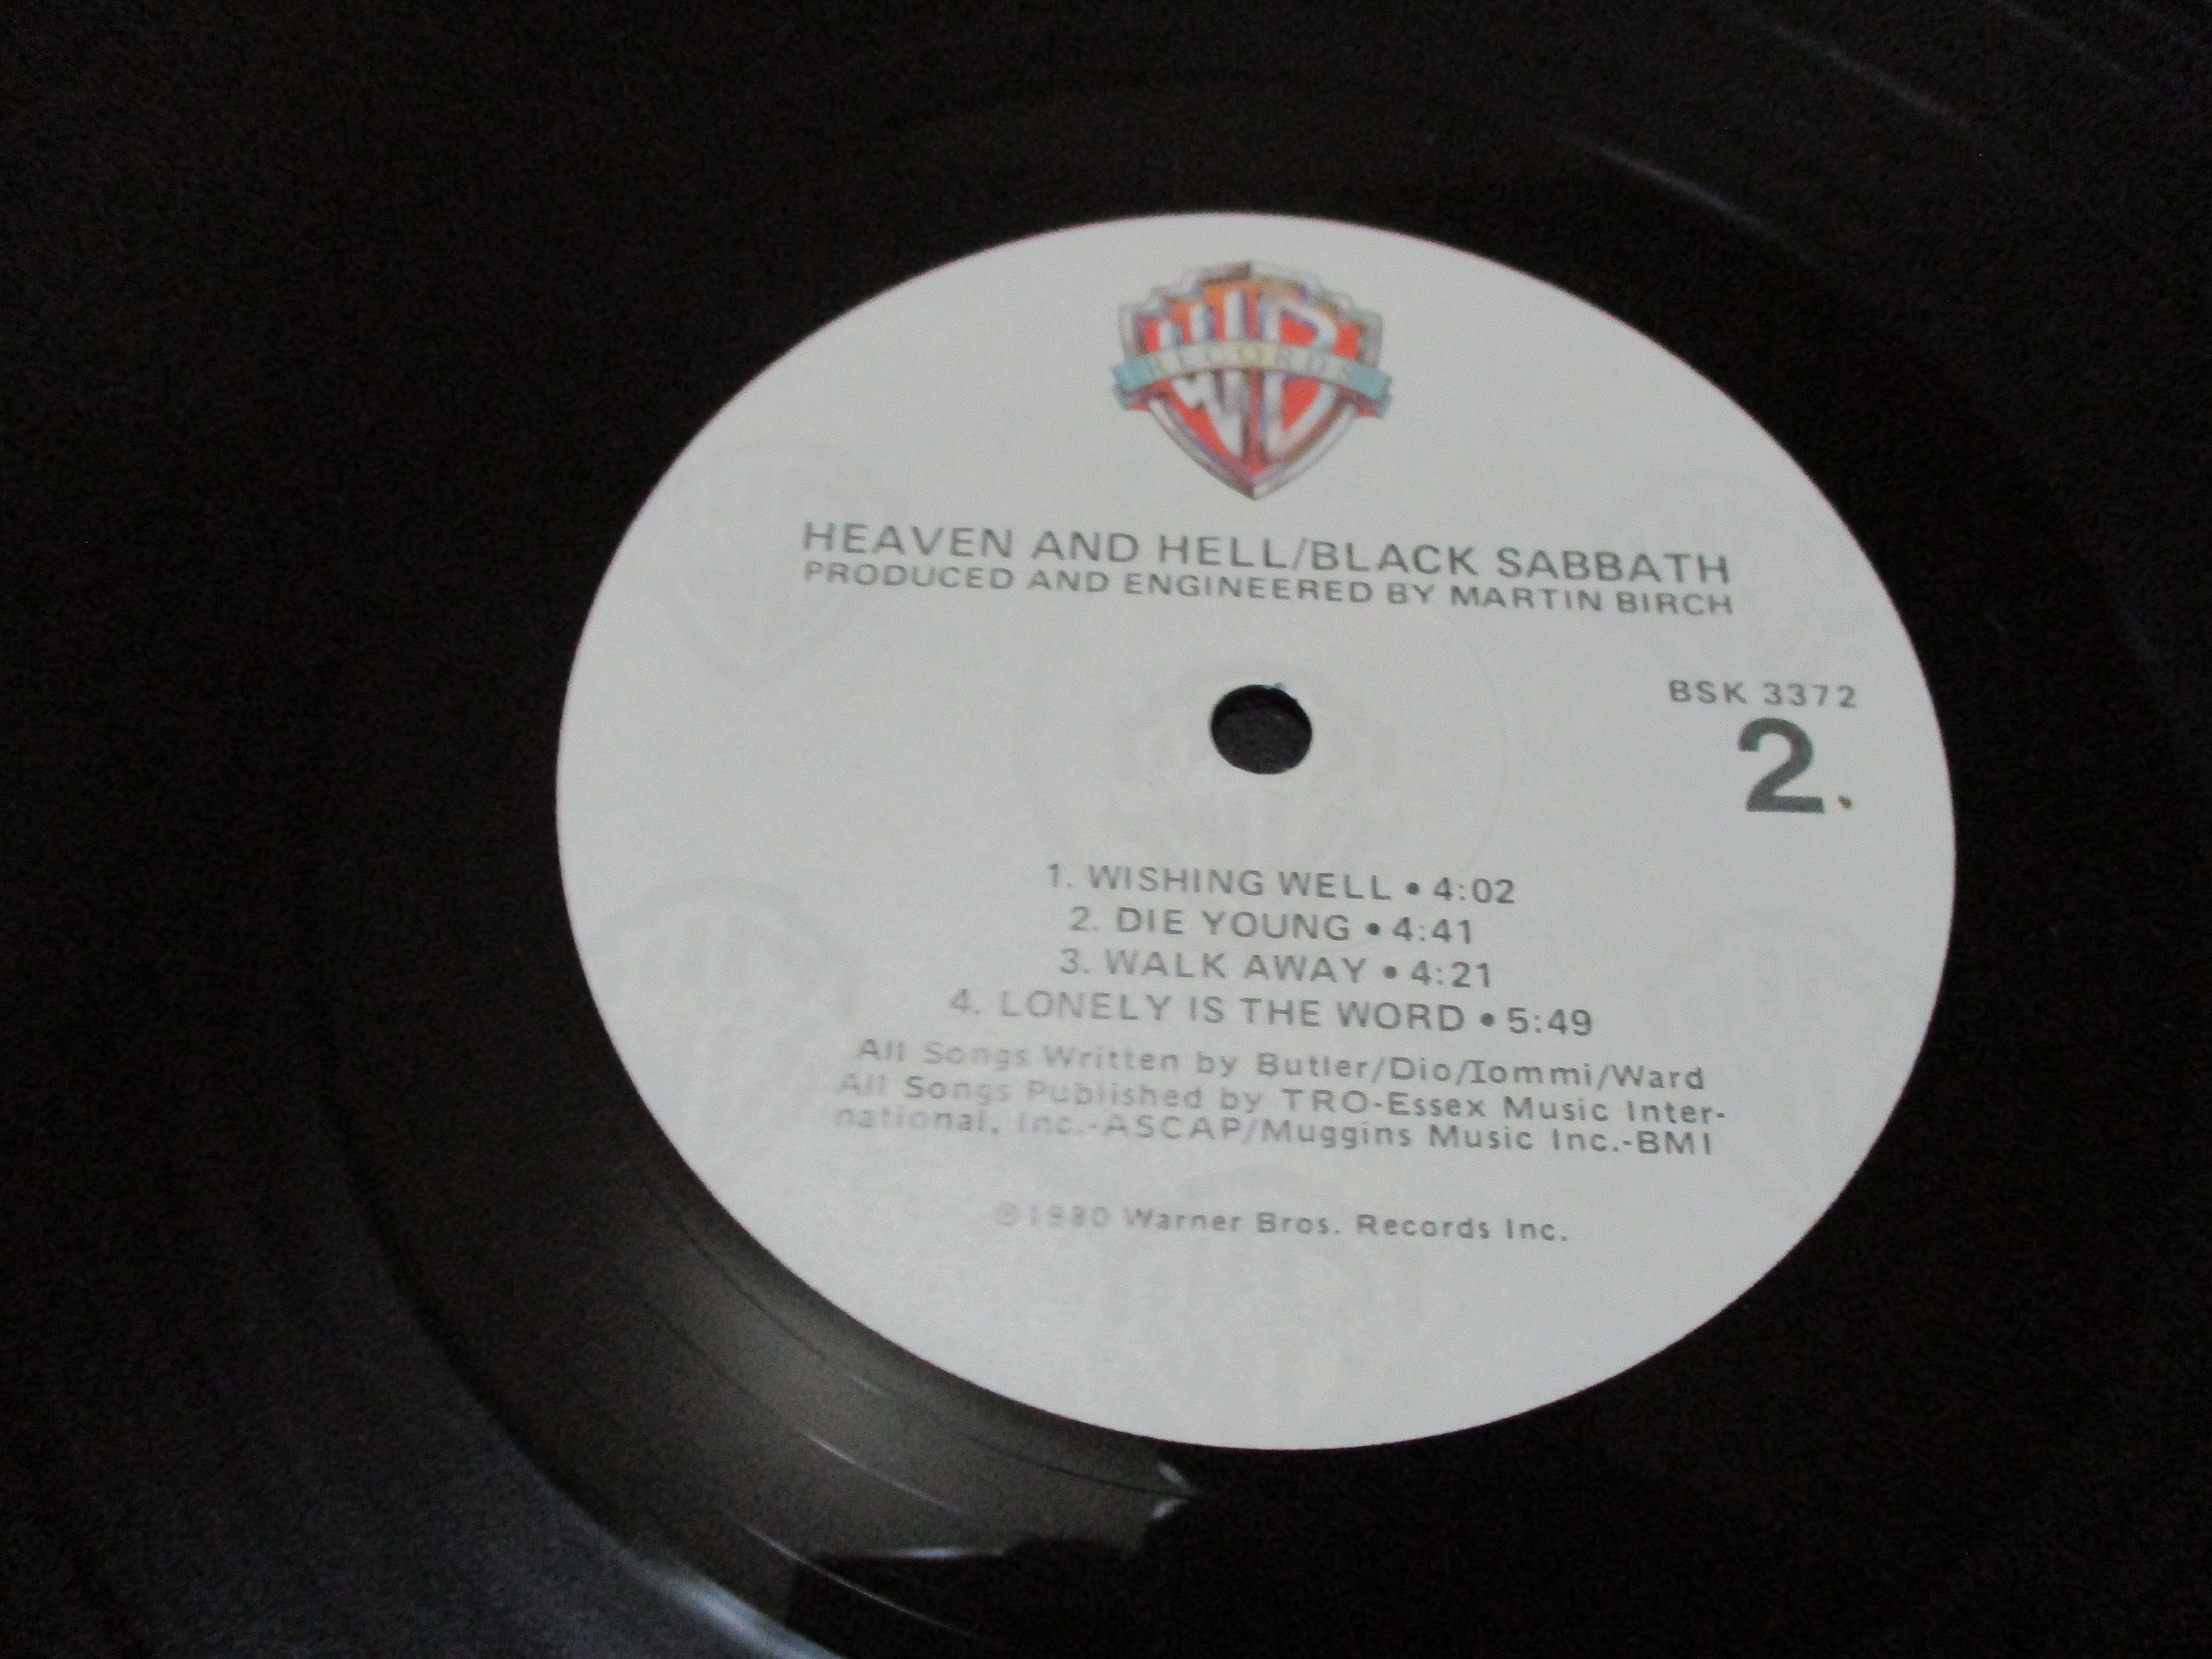 WB
RECORDS
HEAVEN AND HELL/BLACK SABBATH
PRODUCED AND ENGINEERED BY MARTIN BIRCH
BSK 3372
2
1. WISHING WELL • 4:02
2. DIE YOUNG • 4:41
3. WALK AWAY • 4:21
4. LONELY IS THE WORD • 5:49
All Songs Written by Butler/Dio/Iommi/Ward
All Songs Published by TRO-Essex Music Inter-
national, Inc.-ASCAP/Muggins Music Inc.-BMI
℗1980 Warner Bros. Records Inc.